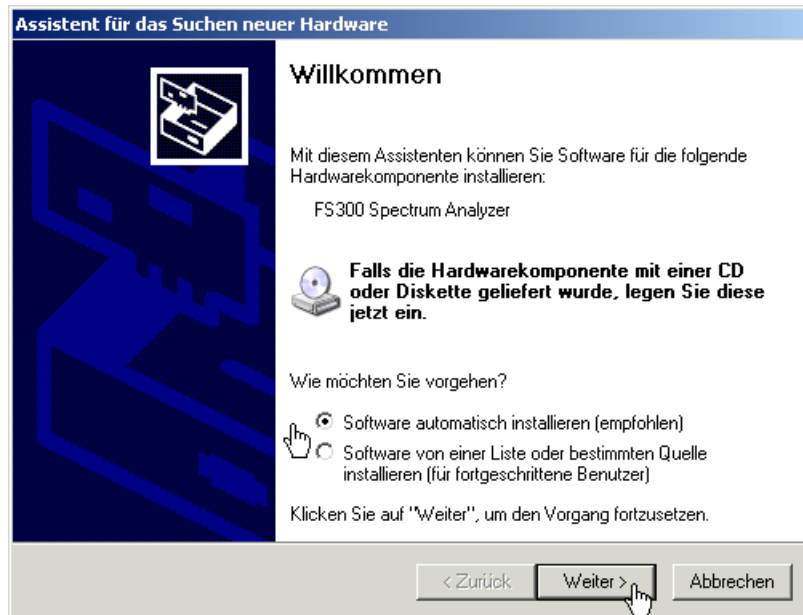 Assistent für das Suchen neuer Hardware
Willkommen
Mit diesem Assistenten können Sie Software für die folgende
Hardwarekomponente installieren:
FS300 Spectrum Analyzer
Falls die Hardwarekomponente mit einer CD
oder Diskette geliefert wurde, legen Sie diese
jetzt ein.
Wie möchten Sie vorgehen?
Software automatisch installieren (empfohlen)
Software von einer Liste oder bestimmten Quelle
installieren (für fortgeschrittene Benutzer)
Klicken Sie auf "Weiter", um den Vorgang fortzusetzen.
< Zurück Weiter > Abbrechen